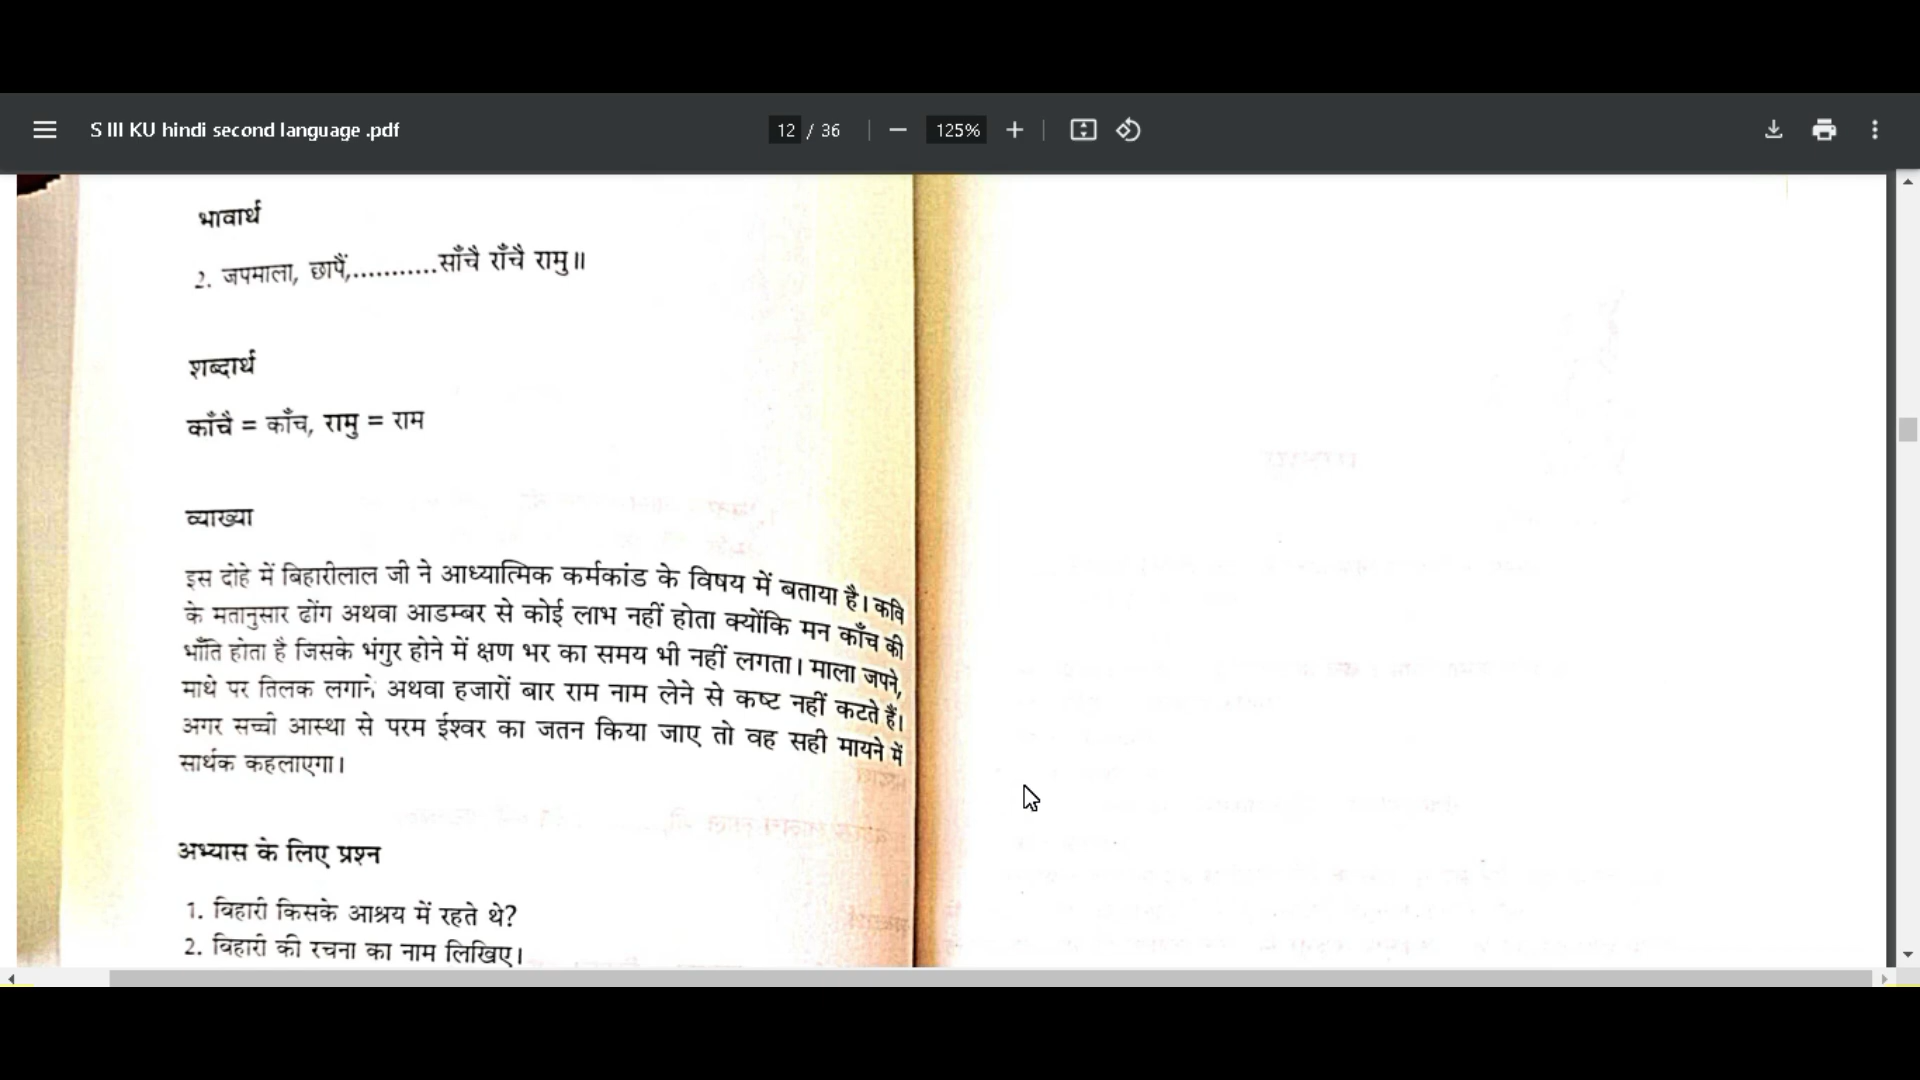 S III KU hindi second language .pdf
12 / 36
125%
भावार्थ
2. जपमाला, छापैं,...........साँचै राँचै रामु॥
शब्दार्थ
काँचै = काँच, रामु = राम
व्याख्या
इस दोहे में बिहारीलाल जी ने आध्यात्मिक कर्मकांड के विषय में बताया है। कवि
के मतानुसार ढोंग अथवा आडम्बर से कोई लाभ नहीं होता क्योंकि मन काँच की
भाँति होता है जिसके भंगुर होने में क्षण भर का समय भी नहीं लगता। माला जपने,
माथे पर तिलक लगाने अथवा हजारों बार राम नाम लेने से कष्ट नहीं कटते हैं।
अगर सच्ची आस्था से परम ईश्वर का जतन किया जाए तो वह सही मायने में
सार्थक कहलाएगा।
अभ्यास के लिए प्रश्न
1. बिहारी किसके आश्रय में रहते थे?
2. बिहारी की रचना का नाम लिखिए।